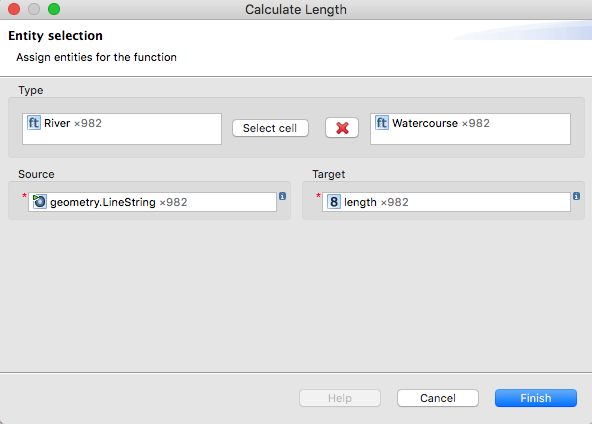 Calculate Length
Entity selection
Assign entities for the function
Type
ft River ×982
Select cell
ft Watercourse ×982
Source
Target
* geometry.LineString ×982 i
* 8 length ×982 i
Help
Cancel
Finish